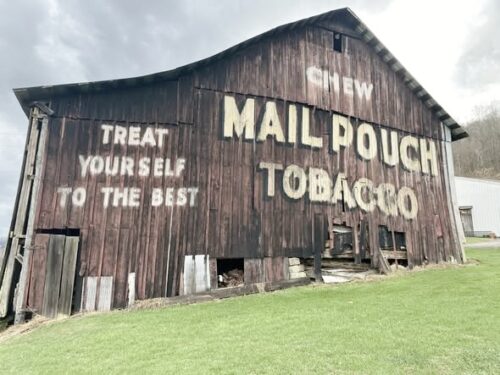 CHEW
MAIL POUCH
TOBACCO
TREAT
YOURSELF
TO THE BEST